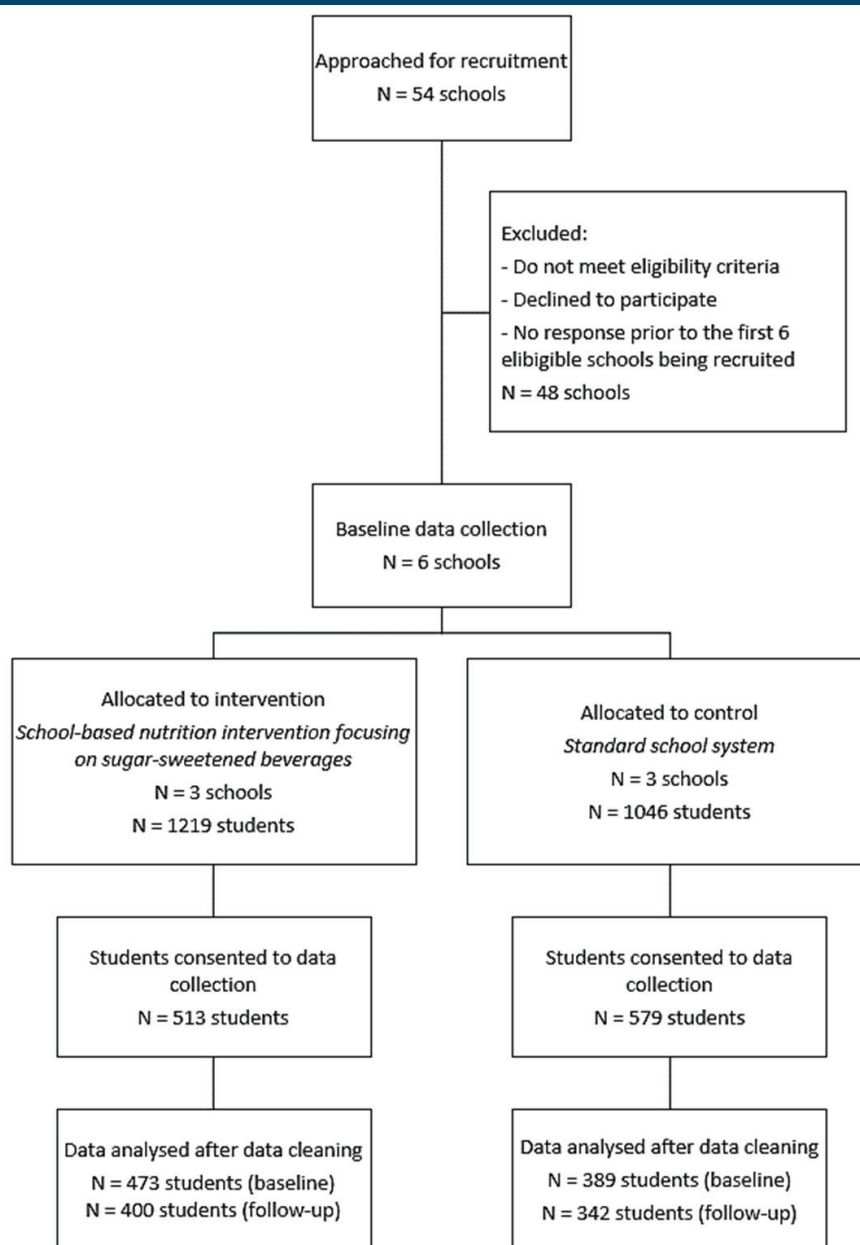 Approached for recruitment
N = 54 schools
Excluded:
- Do not meet eligibility criteria
- Declined to participate
- No response prior to the first 6
elibigible schools being recruited
N = 48 schools
Baseline data collection
N = 6 schools
Allocated to intervention
School-based nutrition intervention focusing
on sugar-sweetened beverages
N = 3 schools
N = 1219 students
Allocated to control
Standard school system
N = 3 schools
N = 1046 students
Students consented to data
collection
N = 513 students
Students consented to data
collection
N = 579 students
Data analysed after data cleaning
N = 473 students (baseline)
N = 400 students (follow-up)
Data analysed after data cleaning
N = 389 students (baseline)
N = 342 students (follow-up)